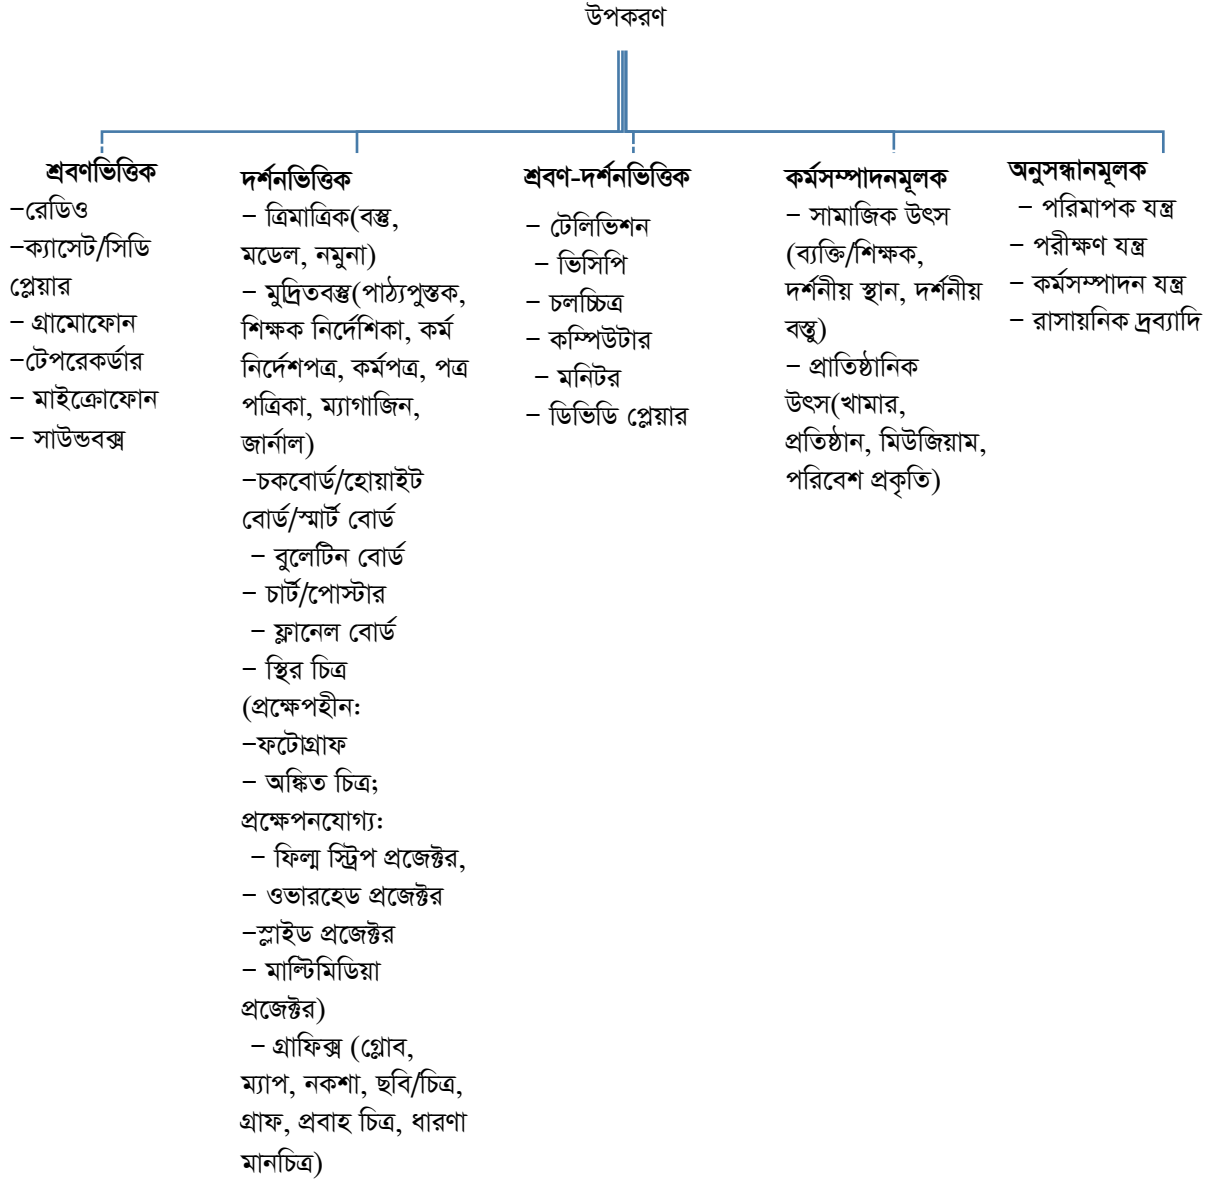 উপকরণ
শ্রবণভিত্তিক
–রেডিও
–ক্যাসেট/সিডি
প্লেয়ার
– গ্রামোফোন
–টেপরেকর্ডার
– মাইক্রোফোন
– সাউন্ডবক্স
দর্শনভিত্তিক
– ত্রিমাত্রিক(বস্তু,
মডেল, নমুনা)
– মুদ্রিতবস্তু(পাঠ্যপুস্তক,
শিক্ষক নির্দেশিকা, কর্ম
নির্দেশপত্র, কর্মপত্র, পত্র
পত্রিকা, ম্যাগাজিন,
জার্নাল)
–চকবোর্ড/হোয়াইট
বোর্ড/স্মার্ট বোর্ড
– বুলেটিন বোর্ড
– চার্ট/পোস্টার
– ফ্লানেল বোর্ড
– স্থির চিত্র
(প্রক্ষেপহীন:
–ফটোগ্রাফ
– অঙ্কিত চিত্র;
প্রক্ষেপনযোগ্য:
– ফিল্ম স্ট্রিপ প্রজেক্টর,
– ওভারহেড প্রজেক্টর
–স্লাইড প্রজেক্টর
– মাল্টিমিডিয়া
প্রজেক্টর)
– গ্রাফিক্স (গ্লোব,
ম্যাপ, নকশা, ছবি/চিত্র,
গ্রাফ, প্রবাহ চিত্র, ধারণা
মানচিত্র)
শ্রবণ-দর্শনভিত্তিক
– টেলিভিশন
– ভিসিপি
– চলচ্চিত্র
– কম্পিউটার
– মনিটর
– ডিভিডি প্লেয়ার
কর্মসম্পাদনমূলক
– সামাজিক উৎস
(ব্যক্তি/শিক্ষক,
দর্শনীয় স্থান, দর্শনীয়
বস্তু)
– প্রাতিষ্ঠানিক
উৎস(খামার,
প্রতিষ্ঠান, মিউজিয়াম,
পরিবেশ প্রকৃতি)
অনুসন্ধানমূলক
– পরিমাপক যন্ত্র
– পরীক্ষণ যন্ত্র
– কর্মসম্পাদন যন্ত্র
– রাসায়নিক দ্রব্যাদি